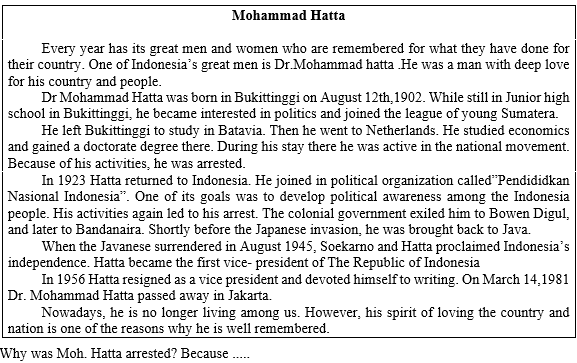 Mohammad Hatta
Every year has its great men and women who are remembered for what they have done for
their country. One of Indonesia's great men is Dr.Mohammad hatta .He was a man with deep love
for his country and people.
Dr Mohammad Hatta was born in Bukittinggi on August 12th,1902. While still in Junior high
school in Bukittinggi, he became interested in politics and joined the league of young Sumatera.
He left Bukittinggi to study in Batavia. Then he went to Netherlands. He studied economics
and gained a doctorate degree there. During his stay there he was active in the national movement.
Because of his activities, he was arrested.
In 1923 Hatta returned to Indonesia. He joined in political organization called"Pendididkan
Nasional Indonesia". One of its goals was to develop political awareness among the Indonesia
people. His activities again led to his arrest. The colonial government exiled him to Bowen Digul,
and later to Bandanaira. Shortly before the Japanese invasion, he was brought back to Java.
When the Javanese surrendered in August 1945, Soekarno and Hatta proclaimed Indonesia's
independence. Hatta became the first vice- president of The Republic of Indonesia
In 1956 Hatta resigned as a vice president and devoted himself to writing. On March 14,1981
Dr. Mohammad Hatta passed away in Jakarta.
Nowadays, he is no longer living among us. However, his spirit of loving the country and
nation is one of the reasons why he is well remembered.
Why was Moh. Hatta arrested? Because .....